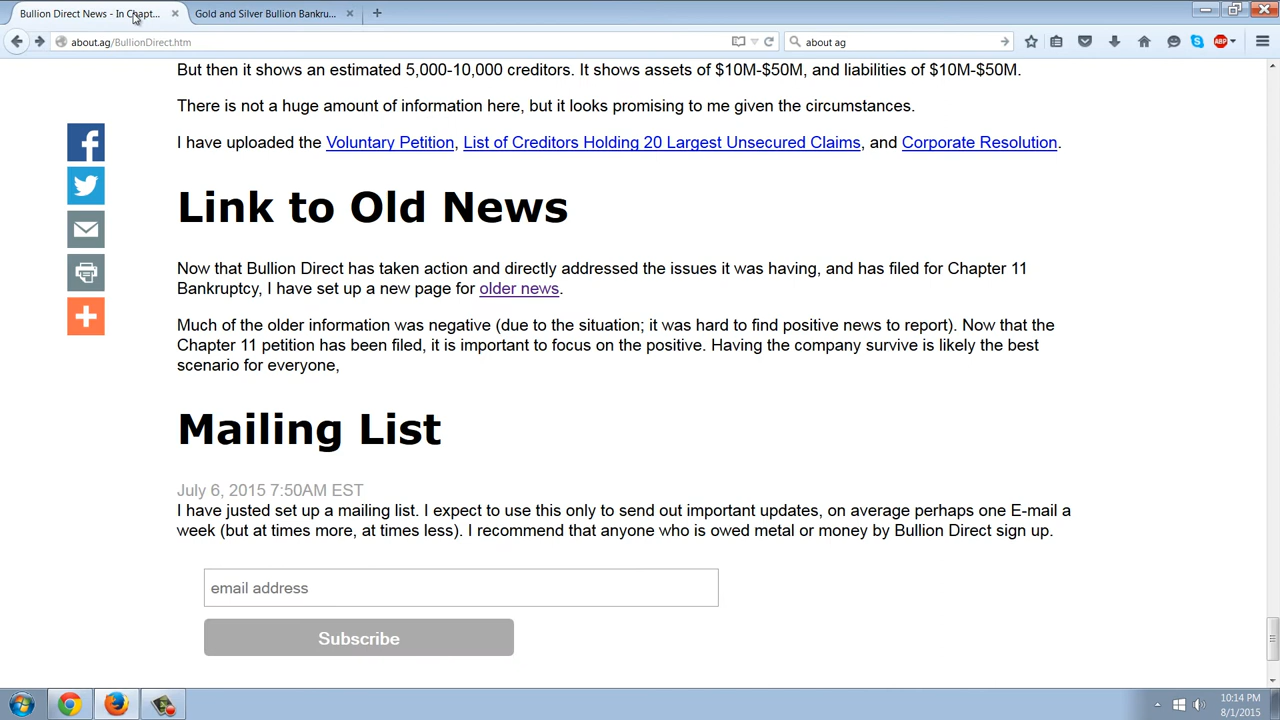 Bullion Direct News - In Chapt...
Gold and Silver Bullion Bankru...
about.ag/BullionDirect.htm
about ag
ABP
But then it shows an estimated 5,000-10,000 creditors. It shows assets of $10M-$50M, and liabilities of $10M-$50M.
There is not a huge amount of information here, but it looks promising to me given the circumstances.
I have uploaded the Voluntary Petition, List of Creditors Holding 20 Largest Unsecured Claims, and Corporate Resolution.
Link to Old News
Now that Bullion Direct has taken action and directly addressed the issues it was having, and has filed for Chapter 11
Bankruptcy, I have set up a new page for older news.
Much of the older information was negative (due to the situation; it was hard to find positive news to report). Now that the
Chapter 11 petition has been filed, it is important to focus on the positive. Having the company survive is likely the best
scenario for everyone,
Mailing List
July 6, 2015 7:50AM EST
I have justed set up a mailing list. I expect to use this only to send out important updates, on average perhaps one E-mail a
week (but at times more, at times less). I recommend that anyone who is owed metal or money by Bullion Direct sign up.
email address
Subscribe
10:14 PM
8/1/2015